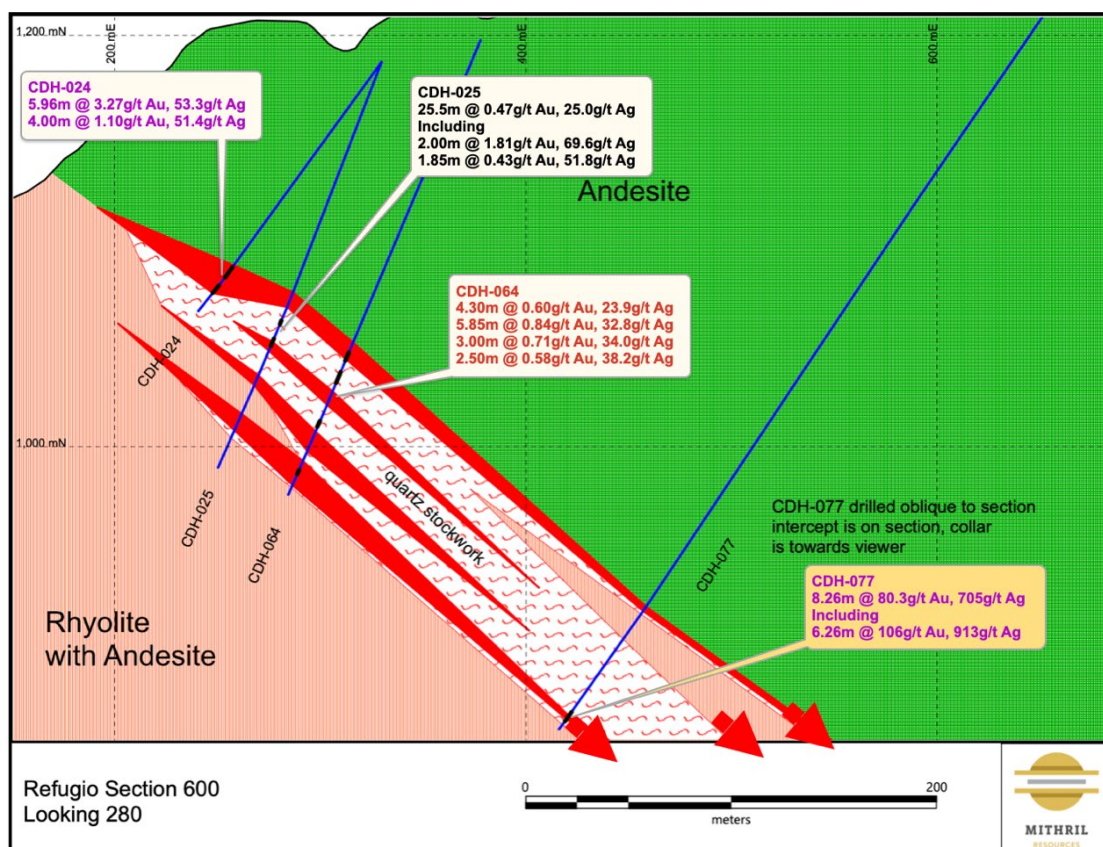 1,200 mN
200 mE
400 mE
600 mE
CDH-024
5.96m @ 3.27g/t Au, 53.3g/t Ag
4.00m @ 1.10g/t Au, 51.4g/t Ag
CDH-025
25.5m @ 0.47g/t Au, 25.0g/t Ag
Including
2.00m @ 1.81g/t Au, 69.6g/t Ag
1.85m @ 0.43g/t Au, 51.8g/t Ag
Andesite
CDH-064
4.30m @ 0.60g/t Au, 23.9g/t Ag
5.85m @ 0.84g/t Au, 32.8g/t Ag
3.00m @ 0.71g/t Au, 34.0g/t Ag
2.50m @ 0.58g/t Au, 38.2g/t Ag
CDH-024
1,000 mN
CDH-025
CDH-064
quartz stockwork
CDH-077
CDH-077 drilled oblique to section
intercept is on section, collar
is towards viewer
CDH-077
8.26m @ 80.3g/t Au, 705g/t Ag
Including
6.26m @ 106g/t Au, 913g/t Ag
Rhyolite
with Andesite
Refugio Section 600
Looking 280
0
200
meters
MITHRIL
RESOURCES